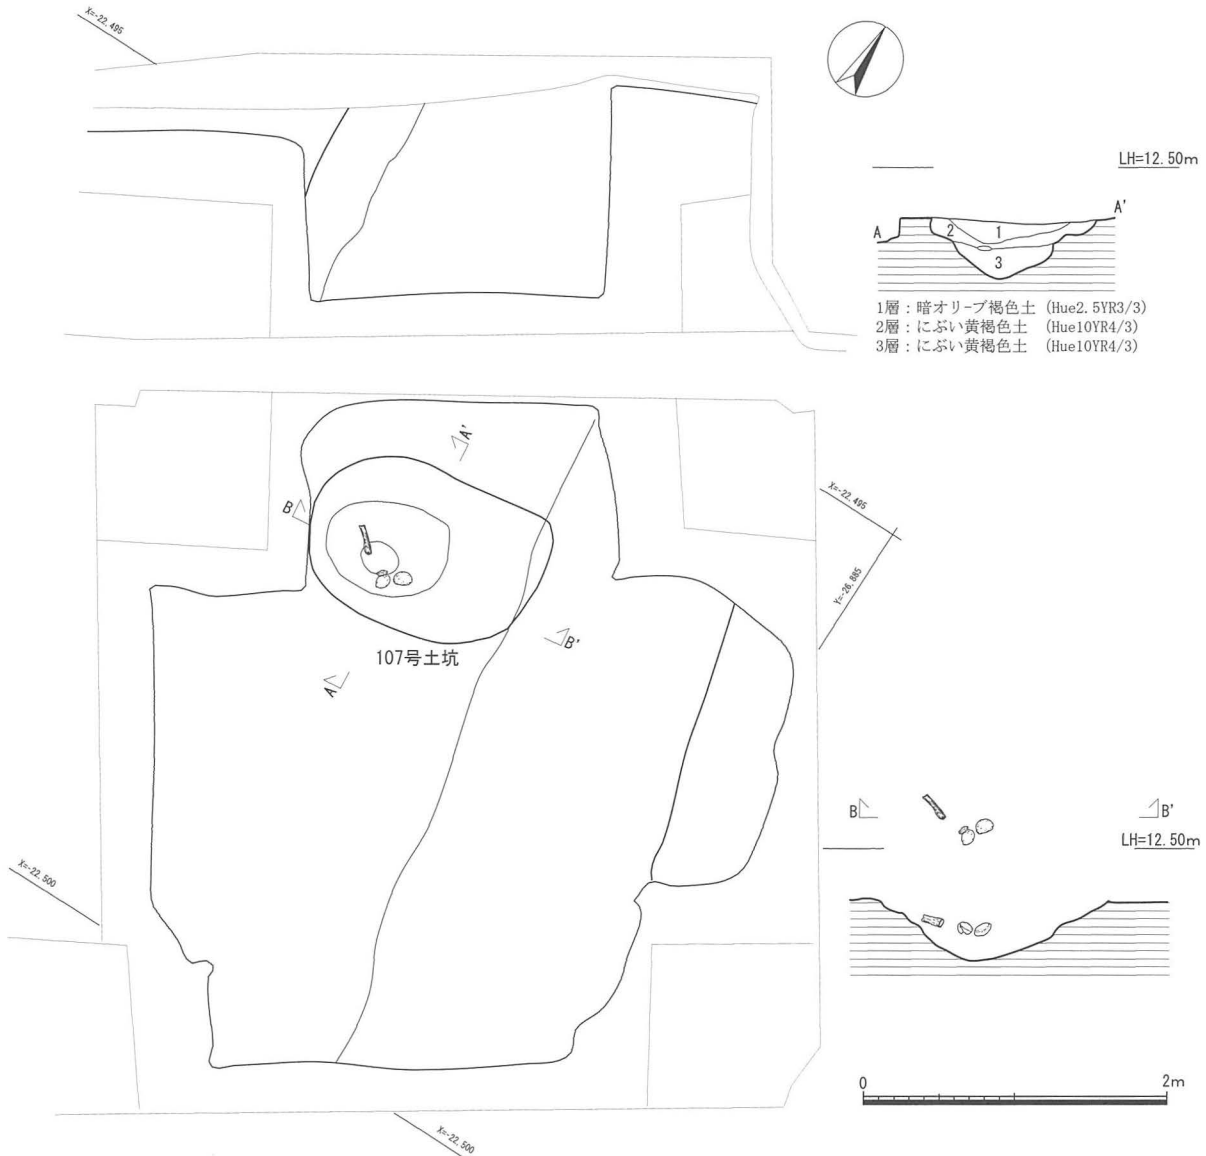 X=-22.495
LH=12.50m
A
A'
2
1
3
1層：暗オリーブ褐色土 (Hue2.5YR3/3)
2層：にぶい黄褐色土 (Hue10YR4/3)
3層：にぶい黄褐色土 (Hue10YR4/3)
A'
B
X=-22.495
Y=-26.885
B'
107号土坑
A
B
B'
LH=12.50m
X=-22.500
0
2m
X=-22.500